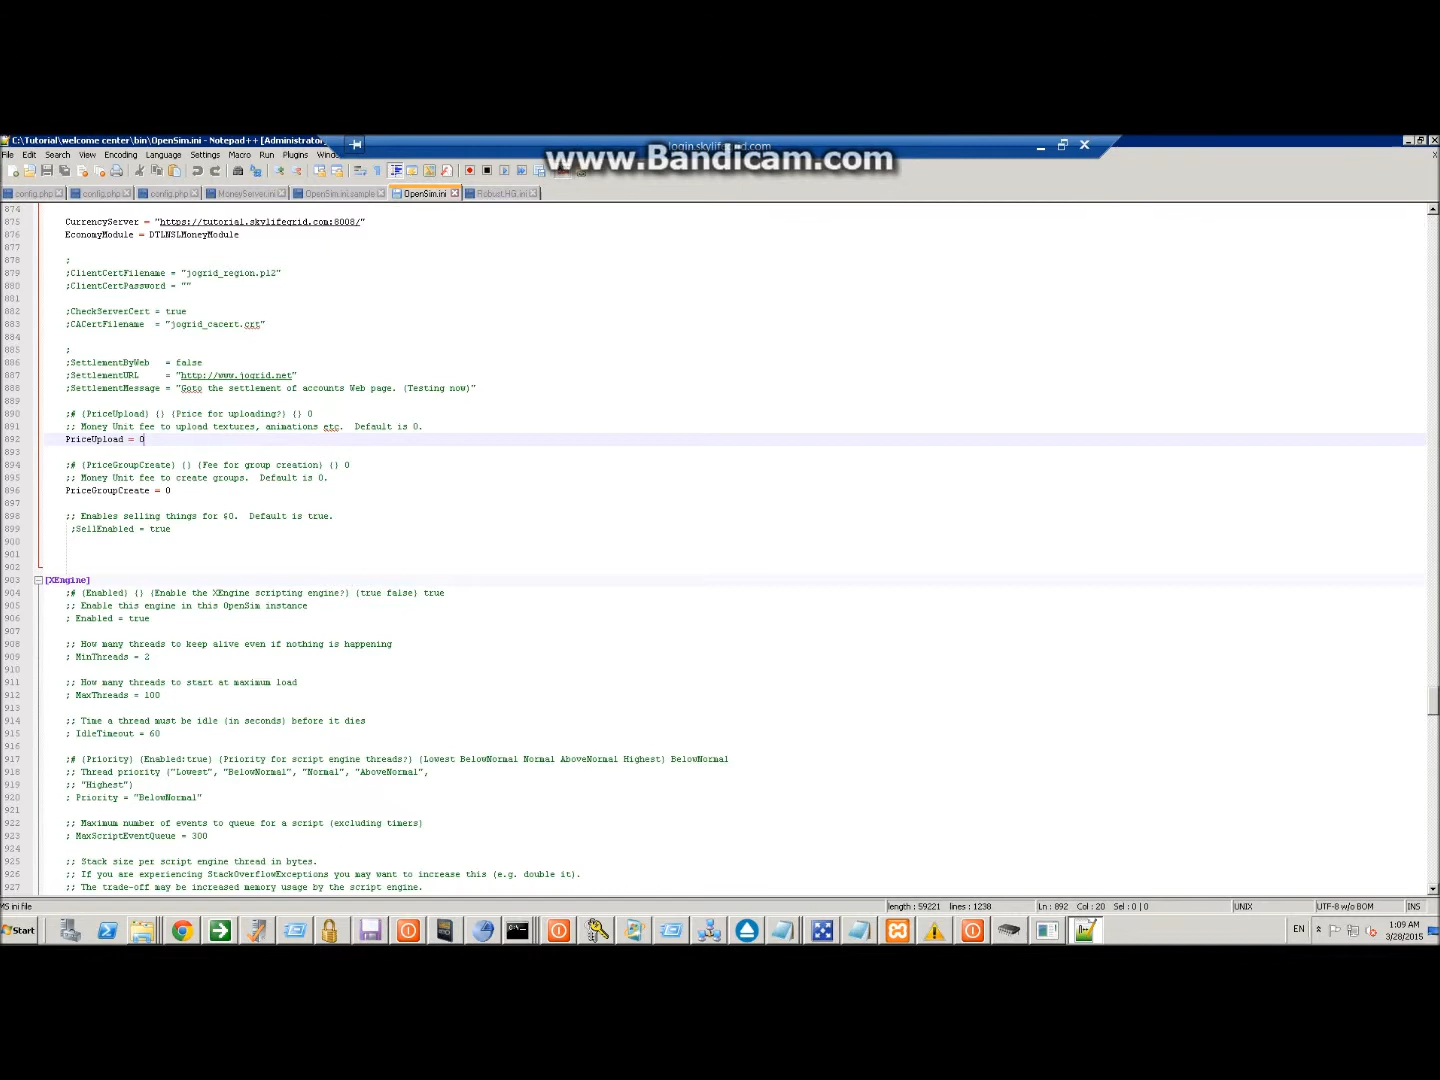 C:\Tutorial\welcome center\bin\OpenSim.ini - Notepad++ [Administrator]
login.skylifegrid.com
www.Bandicam.com
File Edit Search View Encoding Language Settings Macro Run Plugins Window
config.php config.php config.php MoneyServer.ini OpenSim.ini.sample OpenSim.ini Robust.HG.ini
874
875 CurrencyServer = "https://tutorial.skylifegrid.com:8008/"
876 EconomyModule = DTLNSLMoneyModule
877
878 ;
879 ;ClientCertFilename = "jogrid_region.p12"
880 ;ClientCertPassword = ""
881
882 ;CheckServerCert = true
883 ;CACertFilename = "jogrid_cacert.crt"
884
885 ;
886 ;SettlementByWeb = false
887 ;SettlementURL = "http://www.jogrid.net"
888 ;SettlementMessage = "Goto the settlement of accounts Web page. (Testing now)"
889
890 ;# {PriceUpload} {} {Price for uploading?} {} 0
891 ;; Money Unit fee to upload textures, animations etc. Default is 0.
892 PriceUpload = 0
893
894 ;# {PriceGroupCreate} {} {Fee for group creation} {} 0
895 ;; Money Unit fee to create groups. Default is 0.
896 PriceGroupCreate = 0
897
898 ;; Enables selling things for $0. Default is true.
899 ;SellEnabled = true
900
901
902
903 [XEngine]
904 ;# {Enabled} {} {Enable the XEngine scripting engine?} {true false} true
905 ;; Enable this engine in this OpenSim instance
906 ; Enabled = true
907
908 ;; How many threads to keep alive even if nothing is happening
909 ; MinThreads = 2
910
911 ;; How many threads to start at maximum load
912 ; MaxThreads = 100
913
914 ;; Time a thread must be idle (in seconds) before it dies
915 ; IdleTimeout = 60
916
917 ;# {Priority} {Enabled:true} {Priority for script engine threads?} {Lowest BelowNormal Normal AboveNormal Highest} BelowNormal
918 ;; Thread priority ("Lowest", "BelowNormal", "Normal", "AboveNormal",
919 ;; "Highest")
920 ; Priority = "BelowNormal"
921
922 ;; Maximum number of events to queue for a script (excluding timers)
923 ; MaxScriptEventQueue = 300
924
925 ;; Stack size per script engine thread in bytes.
926 ;; If you are experiencing StackOverflowExceptions you may want to increase this (e.g. double it).
927 ;; The trade-off may be increased memory usage by the script engine.
MS ini file length : 59221 lines : 1238 Ln : 892 Col : 20 Sel : 0 | 0 UNIX UTF-8 w/o BOM INS
Start EN 1:09 AM
3/28/2015